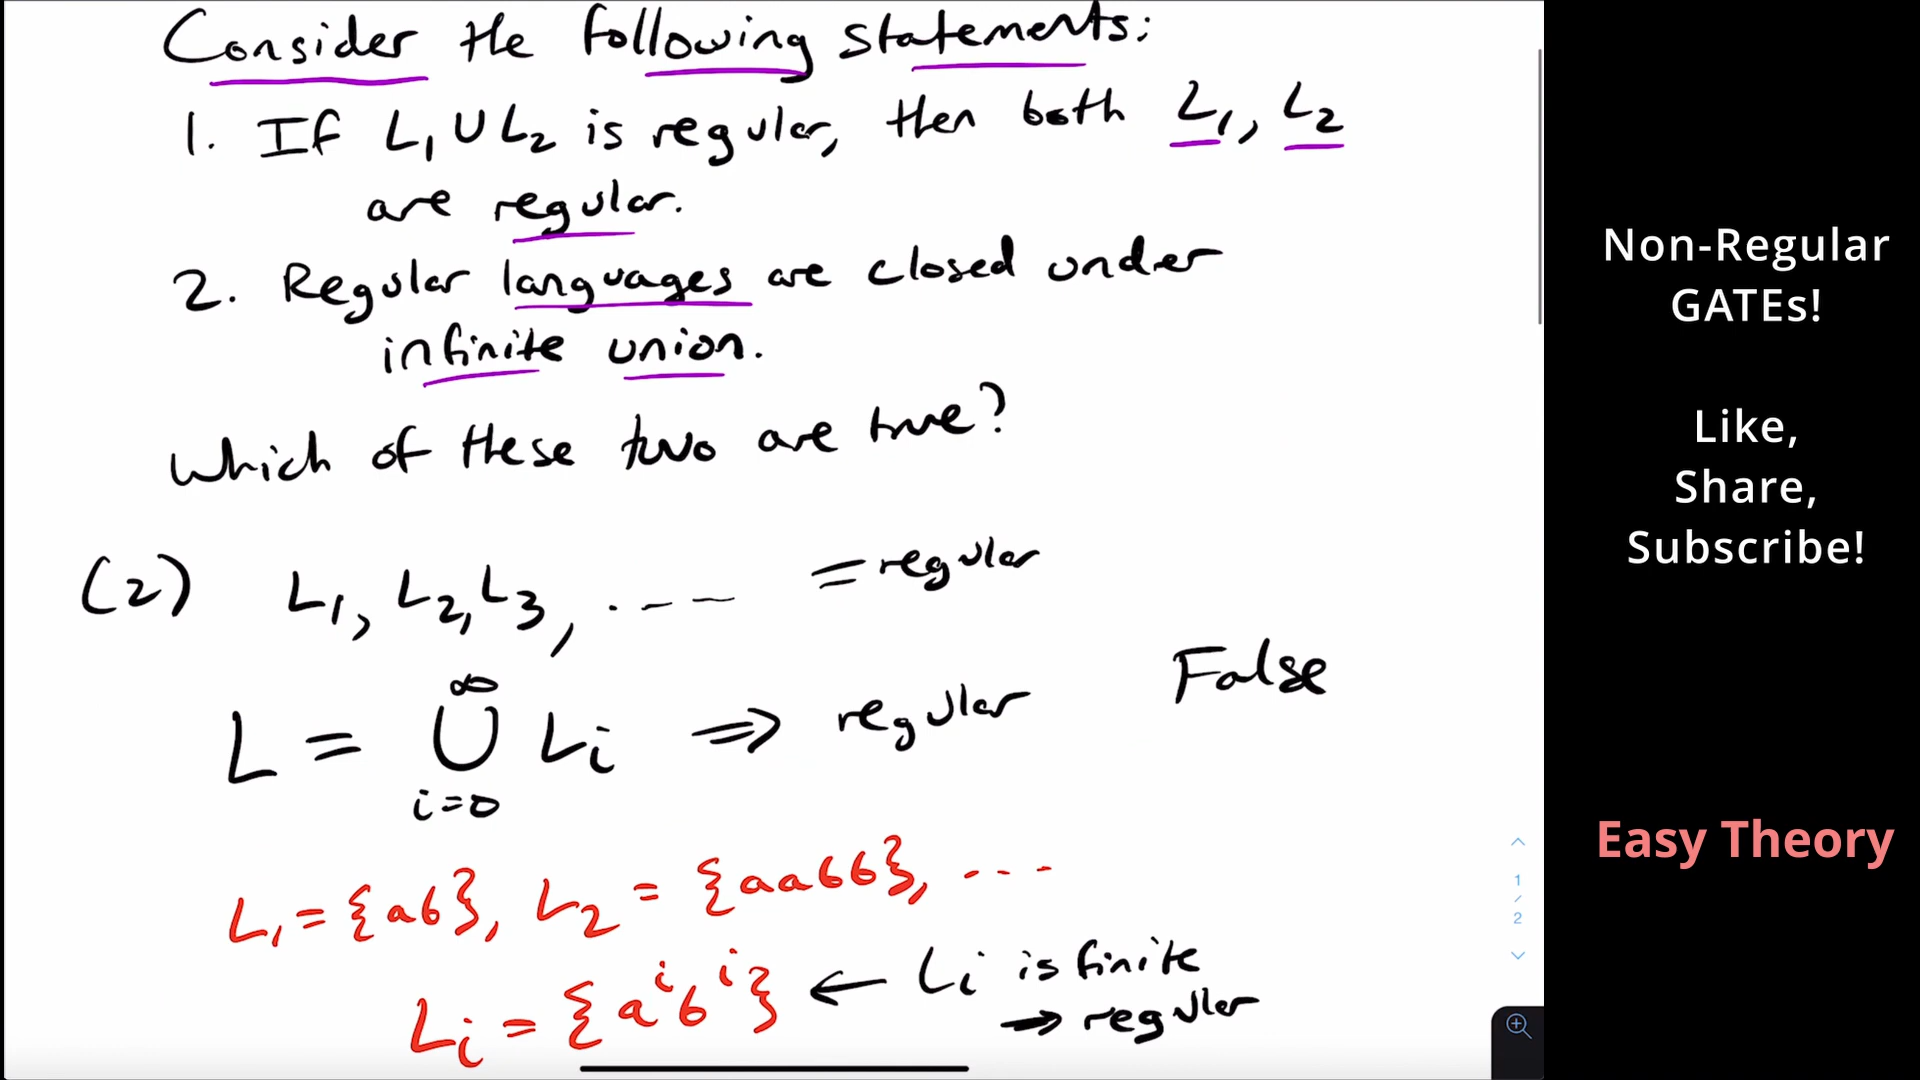 Consider the following statements:
1. If L₁ ∪ L₂ is regular, then both L₁, L₂
are regular.
2. Regular languages are closed under
infinite union.
Which of these two are true?
(2) L₁, L₂, L₃, ..... = regular
L = ∞ ∪ i=0 Lᵢ ⇒ regular
False
L₁ = {ab}, L₂ = {aabb}, ...
Lᵢ = {aⁱbⁱ} ← Lᵢ is finite
→ regular
Non-Regular
GATEs!
Like,
Share,
Subscribe!
Easy Theory
1
/
2